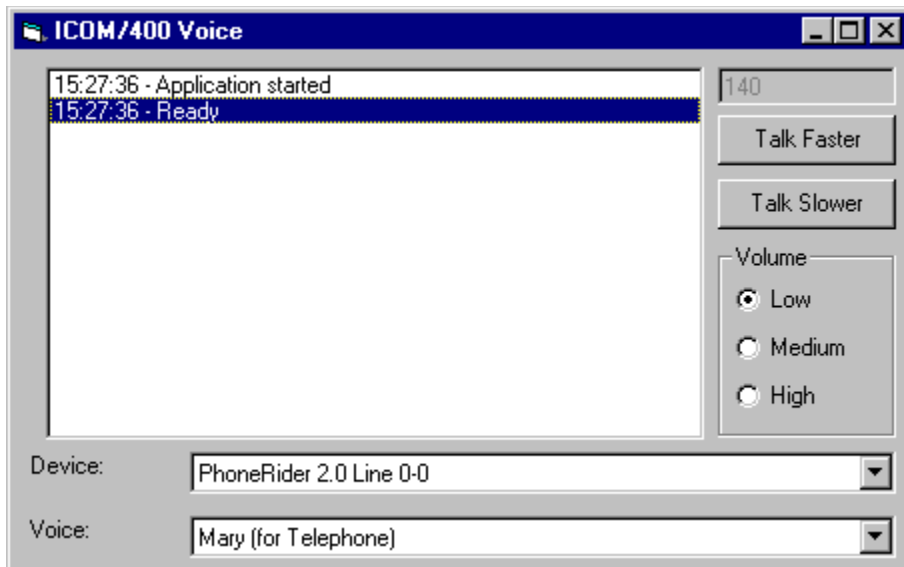 ICOM/400 Voice
15:27:36 - Application started
15:27:36 - Ready
140
Talk Faster
Talk Slower
Volume
Low
Medium
High
Device:
PhoneRider 2.0 Line 0-0
Voice:
Mary (for Telephone)